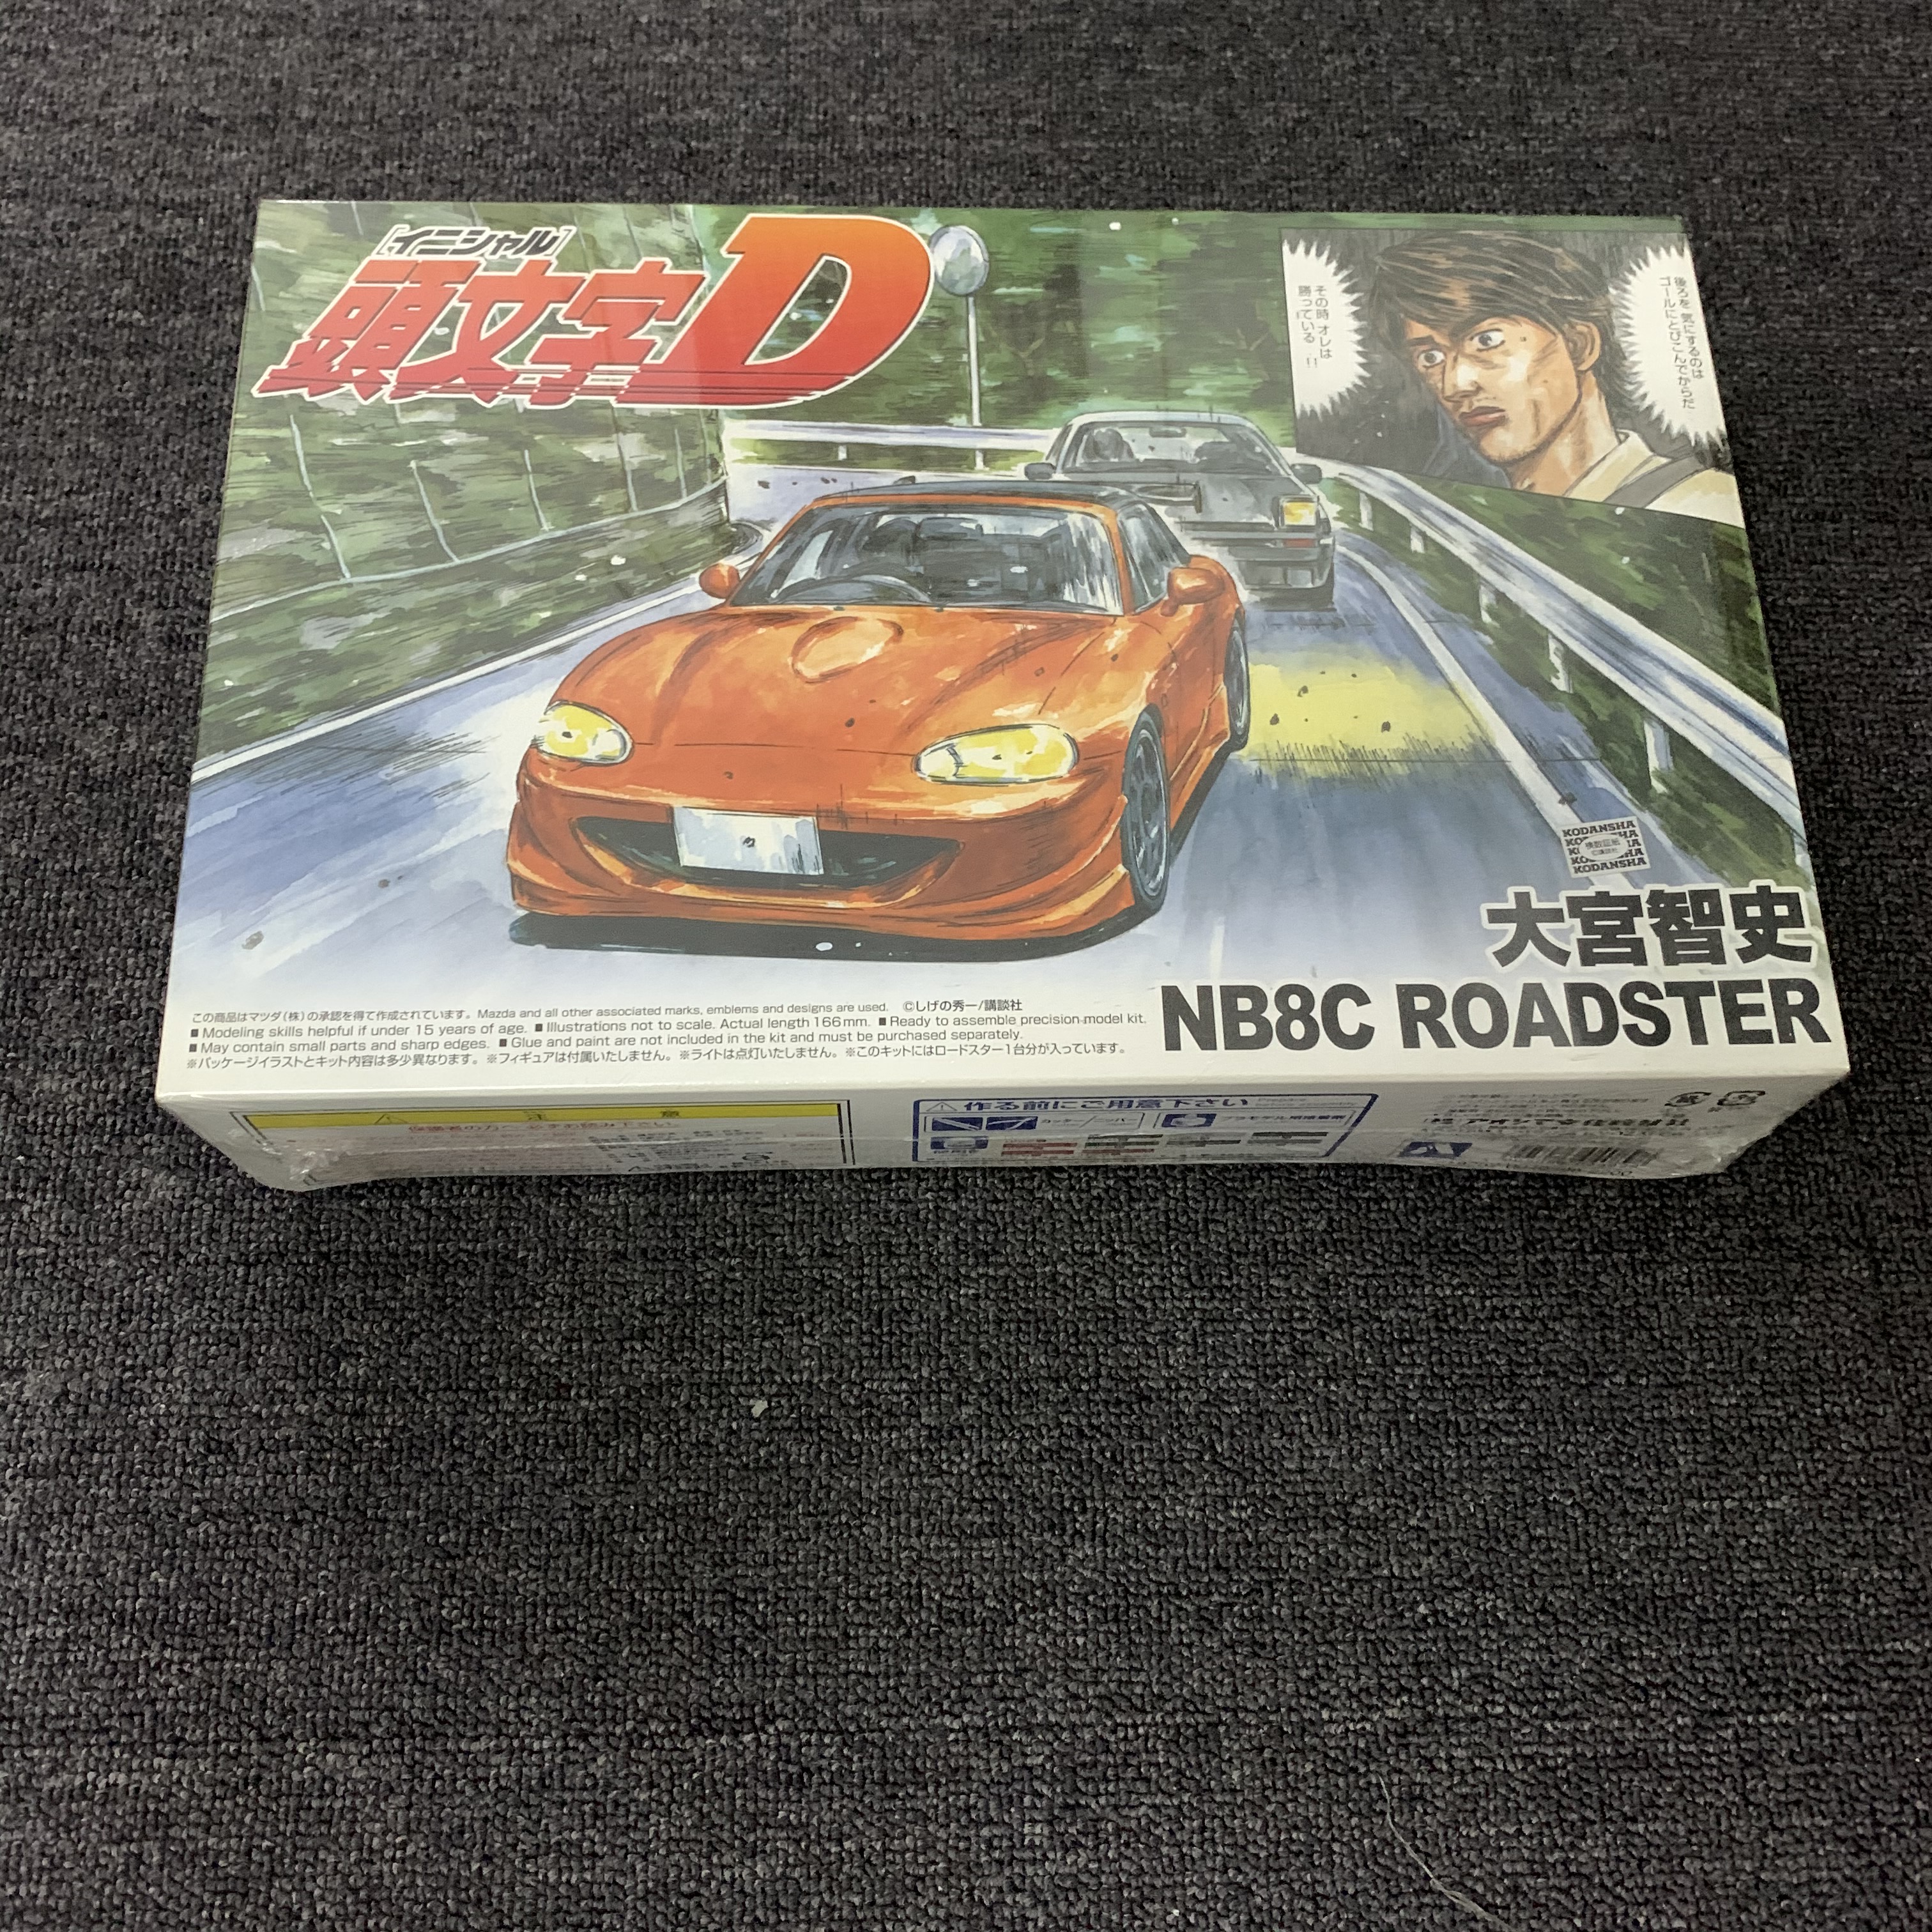 [イニシャル]
頭文字D
後ろを 気にするのは
ゴールにとびこんでからだ
その時 オレは
勝っている !!
KODANSHA
KODANSHA
大宮智史
NB8C ROADSTER
この商品はマツダ(株)の承認を得て作成されています。Mazda and all other associated marks, emblems and designs are used. ©しげの秀一/講談社
■ Modeling skills helpful if under 15 years of age. ■ Illustrations not to scale. Actual length 166mm. ■ Ready to assemble precision model kit.
■ May contain small parts and sharp edges. ■ Glue and paint are not included in the kit and must be purchased separately.
※パッケージイラストとキット内容は多少異なります。※フィギュアは付属いたしません。※ライトは点灯いたしません。※このキットにはロードスター1台分が入っています。
注 意
作る前にご用意下さい